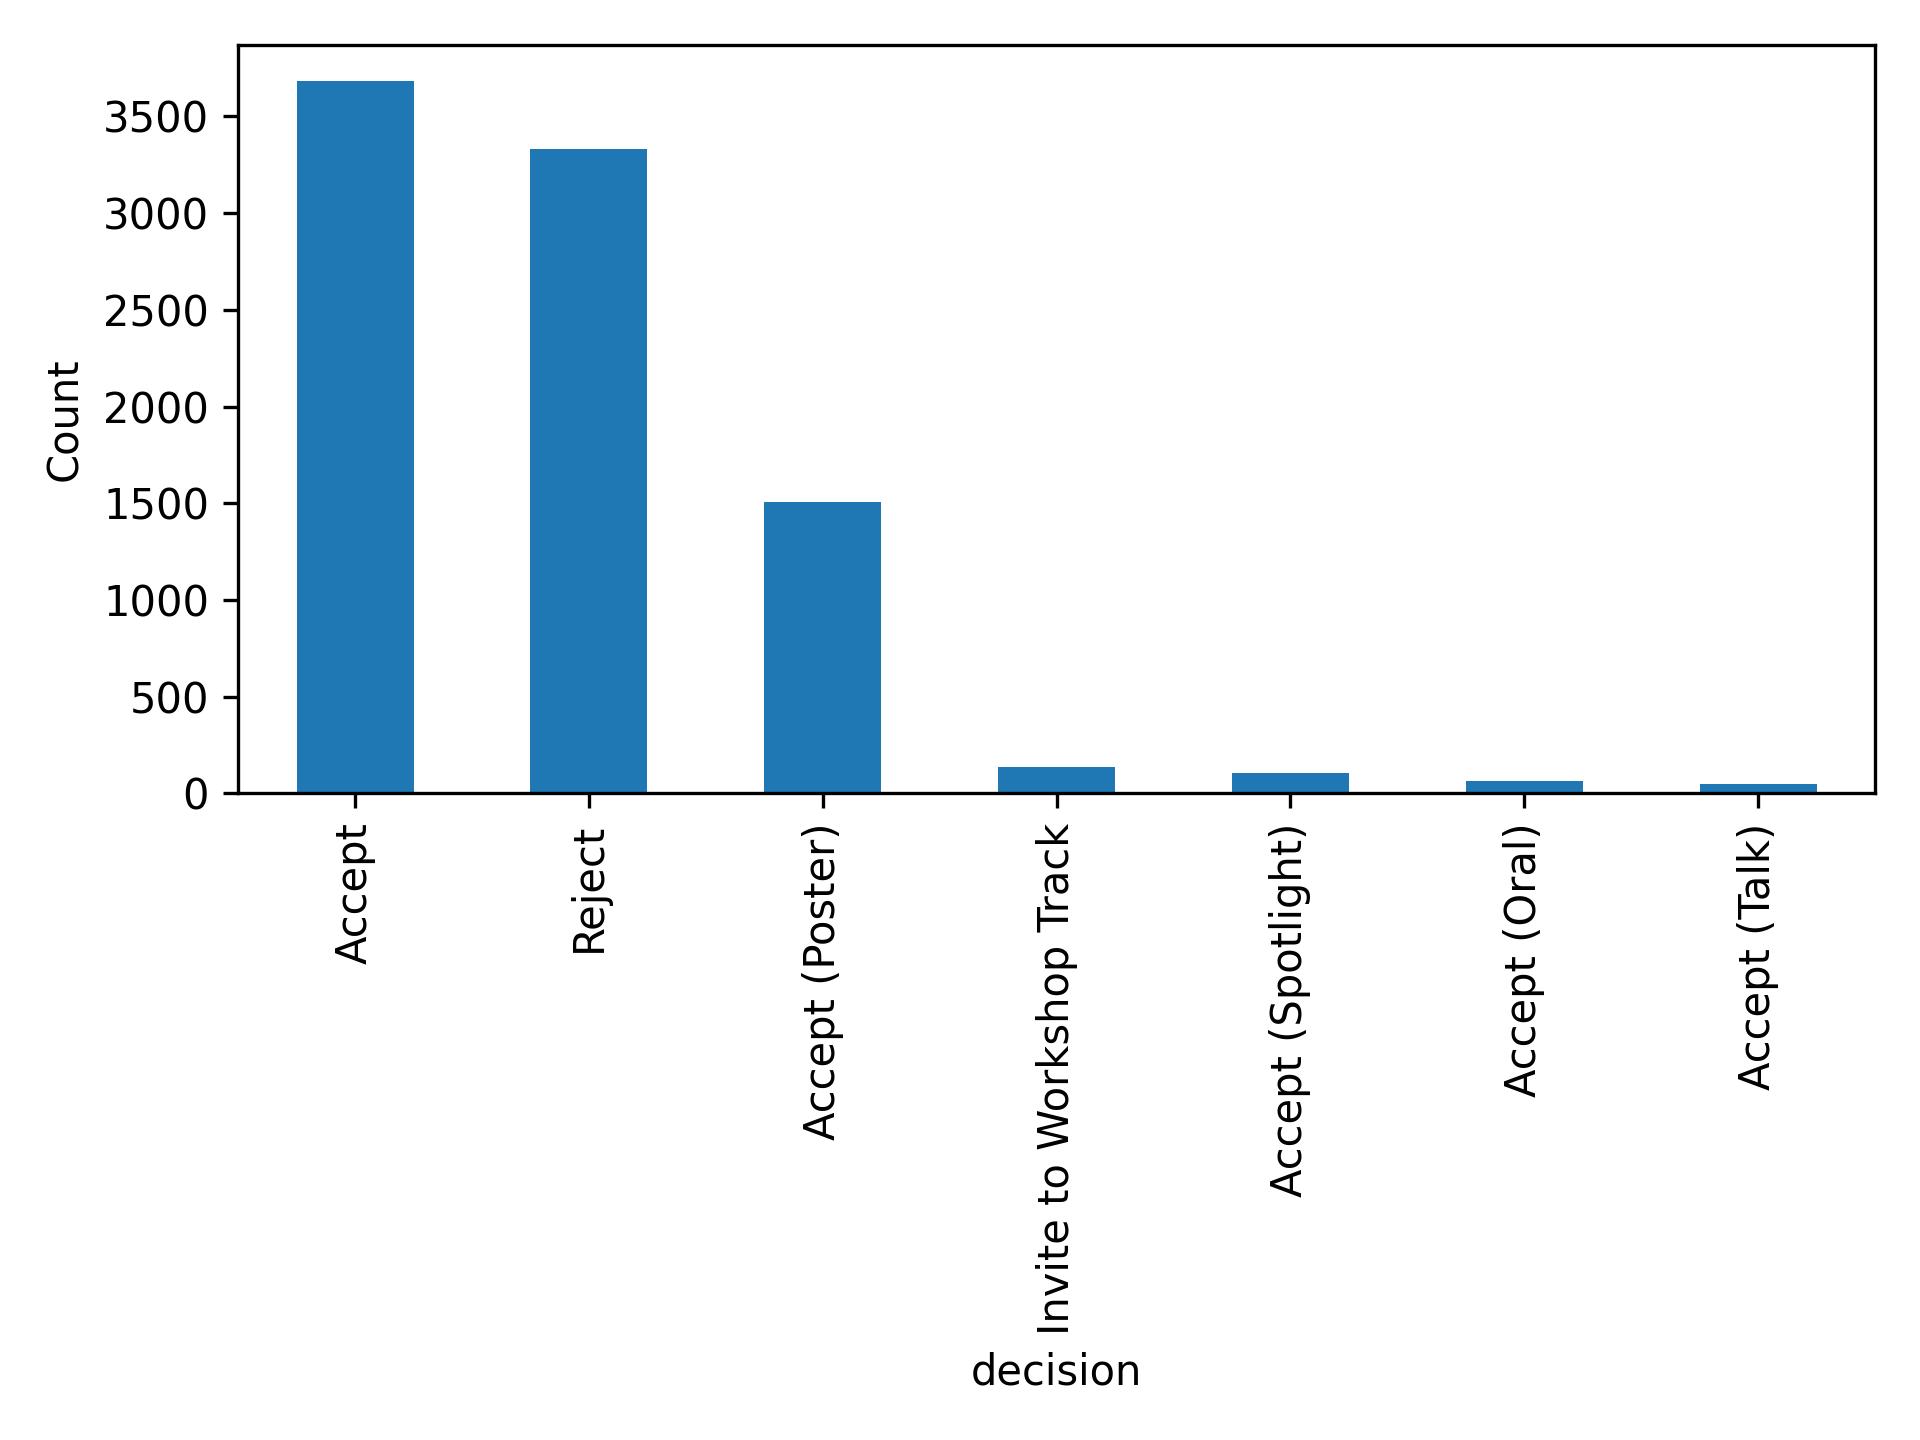 3500
3000
2500
2000
1500
1000
500
0
Count
Accept
Reject
Accept (Poster)
Invite to Workshop Track
Accept (Spotlight)
Accept (Oral)
Accept (Talk)
decision